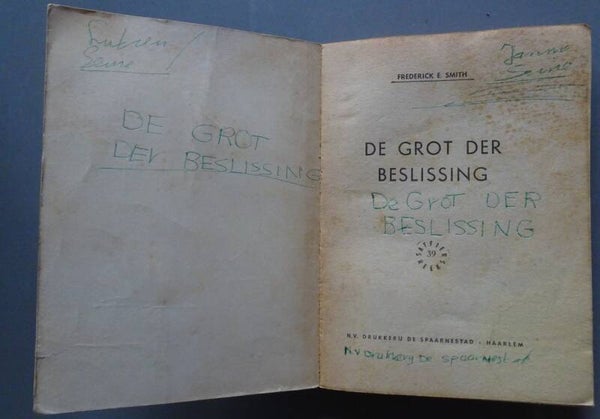 DE GROT
DER BESLISSING
FREDERICK E. SMITH
DE GROT DER
BESLISSING
De GroT DER
BESLISSING
39
N.V. DRUKKERIJ DE SPAARNESTAD - HAARLEM
N.V Drukkerij De Spaarnest